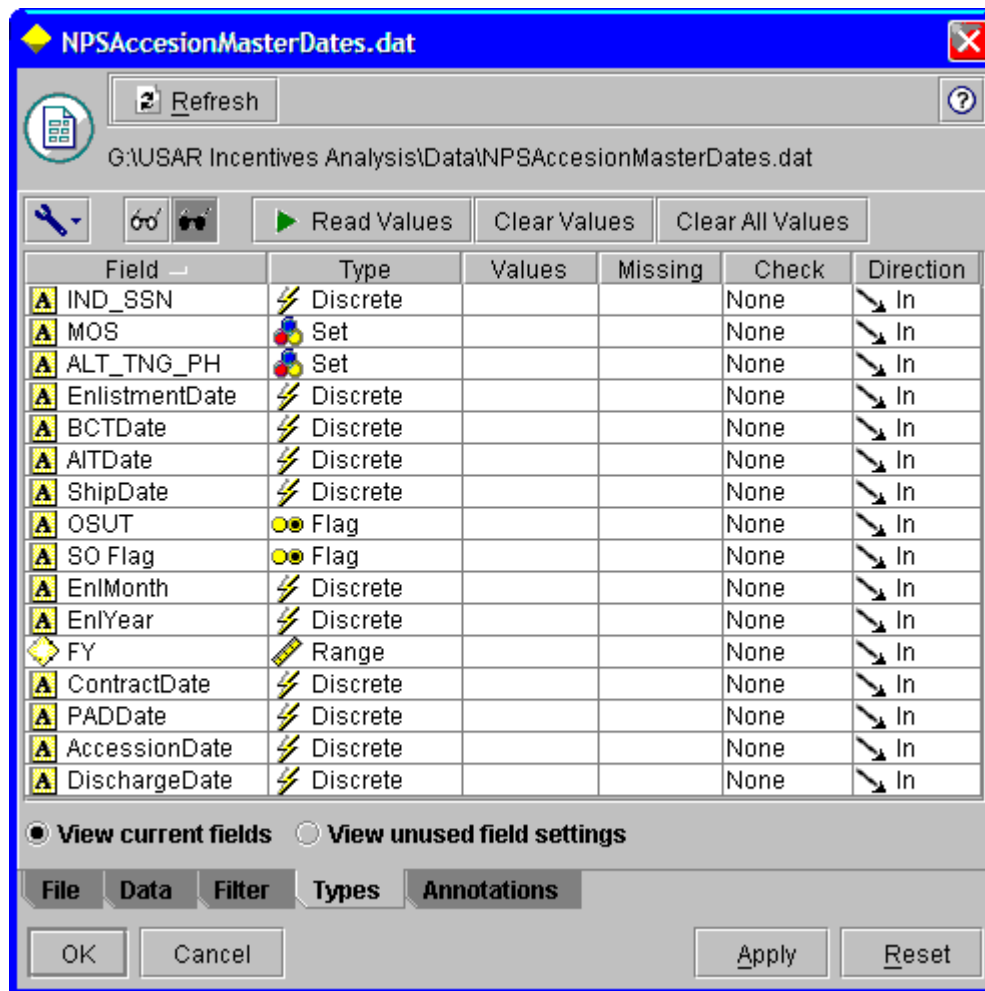 NPSAccesionMasterDates.dat
Refresh
G:\USAR Incentives Analysis\Data\NPSAccesionMasterDates.dat
Read Values Clear Values Clear All Values
Field Type Values Missing Check Direction
A IND_SSN Discrete None In
A MOS Set None In
A ALT_TNG_PH Set None In
A EnlistmentDate Discrete None In
A BCTDate Discrete None In
A AITDate Discrete None In
A ShipDate Discrete None In
A OSUT Flag None In
A SO Flag Flag None In
A EnlMonth Discrete None In
A EnlYear Discrete None In
FY Range None In
A ContractDate Discrete None In
A PADDate Discrete None In
A AccessionDate Discrete None In
A DischargeDate Discrete None In
View current fields View unused field settings
File Data Filter Types Annotations
OK Cancel Apply Reset